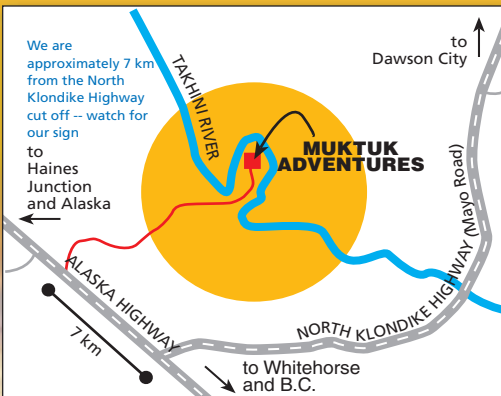 We are
approximately 7 km
from the North
Klondike Highway
cut off -- watch for
our sign
to
Haines
Junction
and Alaska
TAKHINI RIVER
to
Dawson City
MUKTUK
ADVENTURES
ALASKA HIGHWAY
7 km
NORTH KLONDIKE HIGHWAY (Mayo Road)
to Whitehorse
and B.C.